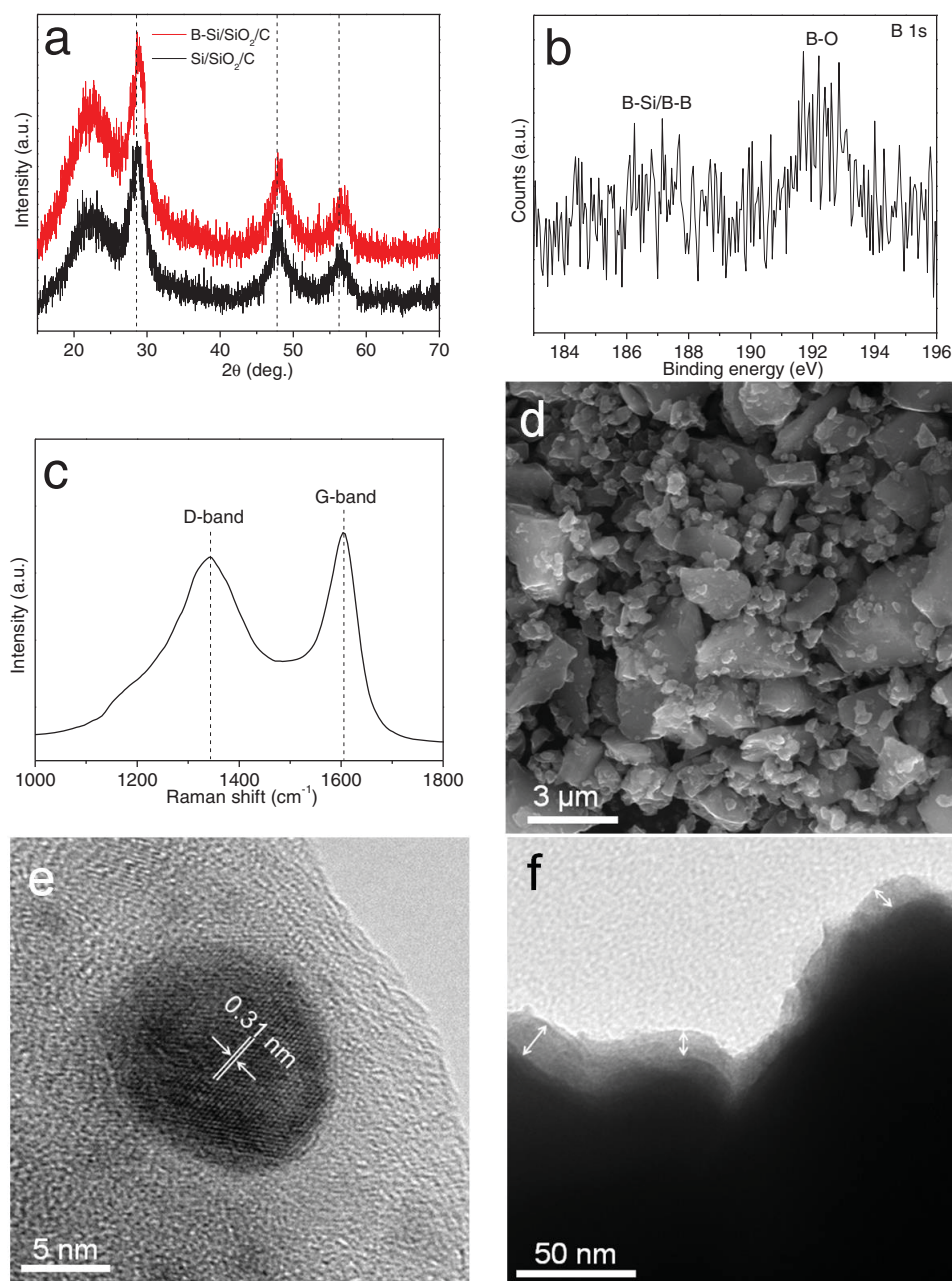 a
B-Si/SiO₂/C
Si/SiO₂/C
Intensity (a.u.)
20 30 40 50 60 70
2θ (deg.)
b
B 1s
B-O
B-Si/B-B
Counts (a.u.)
184 186 188 190 192 194 196
Binding energy (eV)
c
G-band
D-band
Intensity (a.u.)
1000 1200 1400 1600 1800
Raman shift (cm⁻¹)
d
3 μm
e
0.31 nm
5 nm
f
50 nm